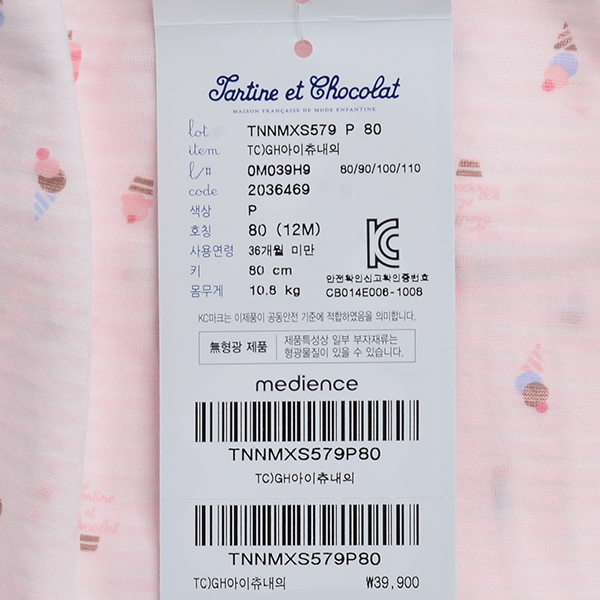 Tartine et Chocolat
MAISON FRANÇAISE DE MODE ENFANTINE
lot TNNMXS579 P 80
item TC)GH아이츄내의
l/# 0M039H9 80/90/100/110
code 2036469
색상 P
호칭 80 (12M)
사용연령 36개월 미만
키 80 cm
몸무게 10.8 kg
KC
안전확인신고확인증번호
CB014E006-1008
KC마크는 이제품이 공동안전 기준에 적합하였음을 의미합니다.
無형광 제품
제품특성상 일부 부자재류는
형광물질이 있을 수 있습니다.
medience
TNNMXS579P80
TC)GH아이츄내의
TNNMXS579P80
TC)GH아이츄내의 ₩39,900
Tartine et
Chocolat